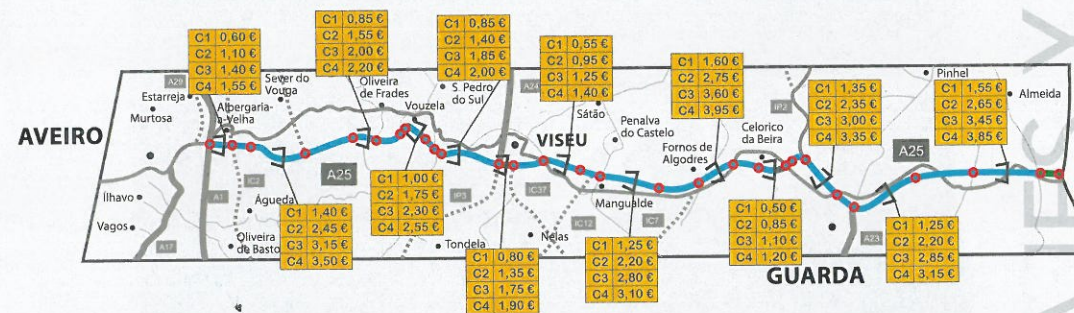 C1 0,60 €
C2 1,10 €
C3 1,40 €
C4 1,55 €
C1 0,85 €
C2 1,55 €
C3 2,00 €
C4 2,20 €
C1 0,85 €
C2 1,40 €
C3 1,85 €
C4 2,00 €
C1 0,55 €
C2 0,95 €
C3 1,25 €
C4 1,40 €
C1 1,60 €
C2 2,75 €
C3 3,60 €
C4 3,95 €
C1 1,35 €
C2 2,35 €
C3 3,00 €
C4 3,35 €
C1 1,55 €
C2 2,65 €
C3 3,45 €
C4 3,85 €
A29
Estarreja
Murtosa
Albergaria-
a-Velha
Sever do
Vouga
Oliveira
de Frades
Vouzela
S. Pedro
do Sul
A24
Sátão
Penalva
do Castelo
Fornos de
Algodres
IP2
Celorico
da Beira
Pinhel
Almeida
AVEIRO
VISEU
A25
A25
Ílhavo
Vagos
A17
A1
IC2
Águeda
Oliveira
de Basto
IP3
Tondela
IC37
Nelas
IC12
Mangualde
IC7
A23
GUARDA
C1 1,40 €
C2 2,45 €
C3 3,15 €
C4 3,50 €
C1 1,00 €
C2 1,75 €
C3 2,30 €
C4 2,55 €
C1 0,80 €
C2 1,35 €
C3 1,75 €
C4 1,90 €
C1 1,25 €
C2 2,20 €
C3 2,80 €
C4 3,10 €
C1 0,50 €
C2 0,85 €
C3 1,10 €
C4 1,20 €
C1 1,25 €
C2 2,20 €
C3 2,85 €
C4 3,15 €